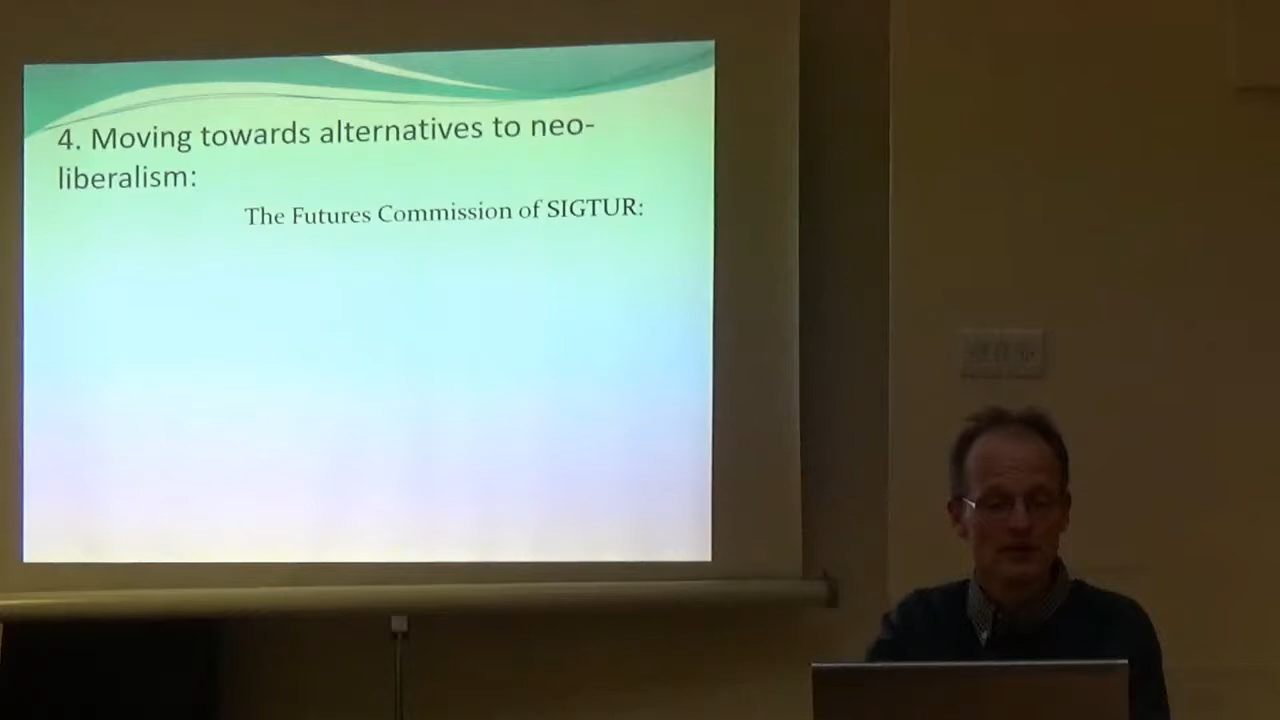 4. Moving towards alternatives to neo-
liberalism:
The Futures Commission of SIGTUR: